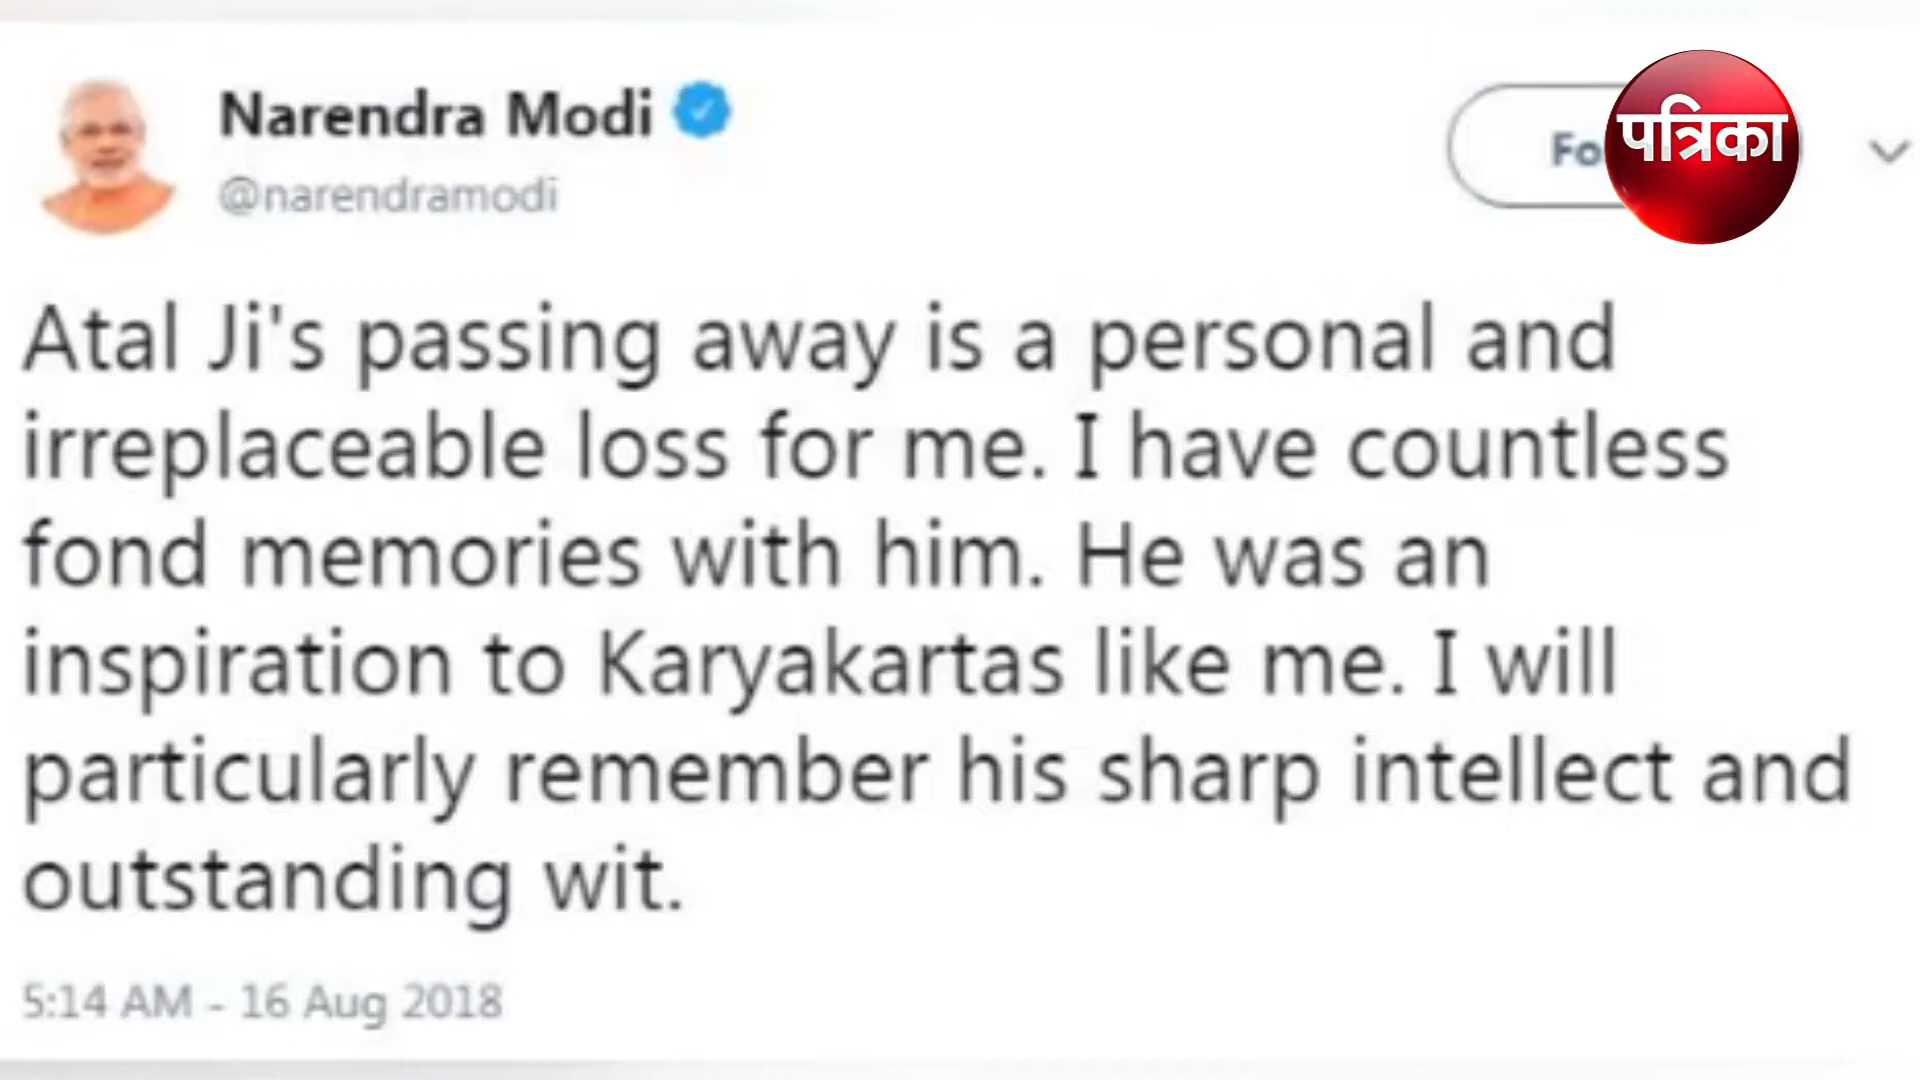 Narendra Modi
@narendramodi
Fo
पत्रिका
Atal Ji's passing away is a personal and
irreplaceable loss for me. I have countless
fond memories with him. He was an
inspiration to Karyakartas like me. I will
particularly remember his sharp intellect and
outstanding wit.
5:14 AM - 16 Aug 2018